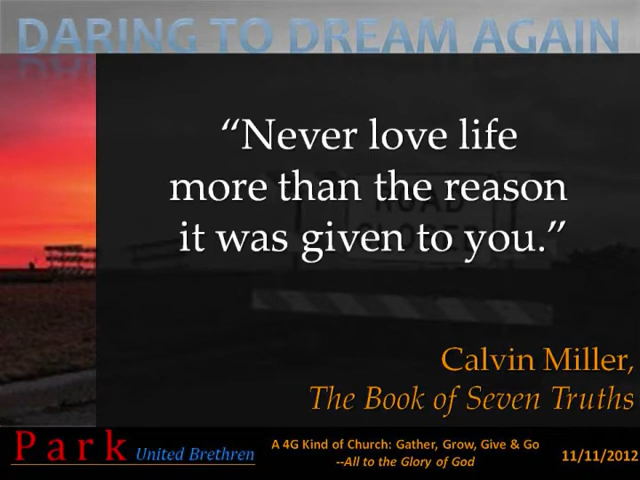 DARING TO DREAM AGAIN
“Never love life
more than the reason
it was given to you.”
ROAD
CLOSED
Calvin Miller,
The Book of Seven Truths
Park United Brethren
A 4G Kind of Church: Gather, Grow, Give & Go
--All to the Glory of God
11/11/2012